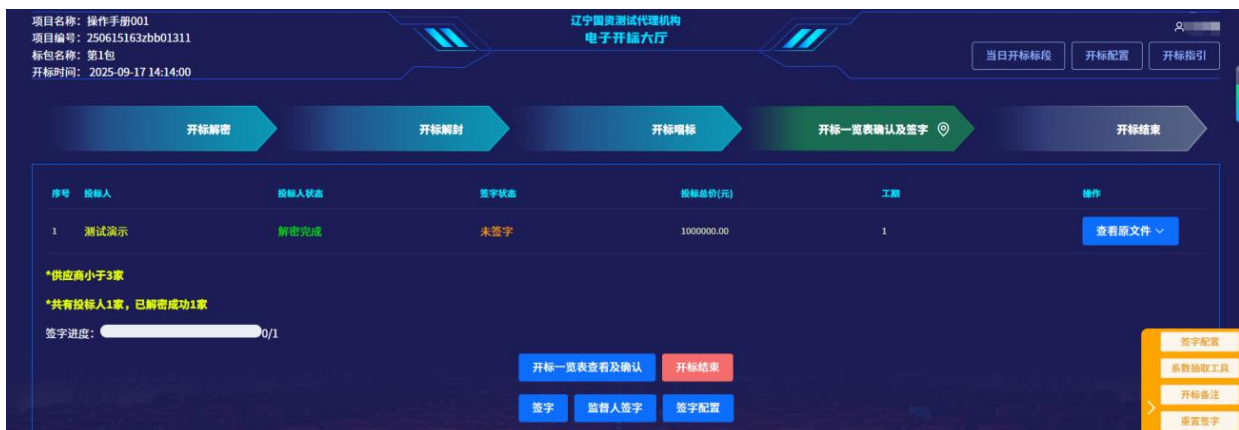 项目名称：操作手册001
项目编号：250615163zbb01311
标包名称：第1包
开标时间： 2025-09-17 14:14:00
辽宁国资测试代理机构
电子开标大厅
当日开标标段 开标配置 开标指引
开标解密 开标解封 开标唱标 开标一览表确认及签字 开标结束
序号 投标人 投标人状态 签字状态 投标总价(元) 工期 操作
1 测试演示 解密完成 未签字 1000000.00 1 查看原文件
*供应商小于3家
*共有投标人1家，已解密成功1家
签字进度： 0/1
开标一览表查看及确认 开标结束
签字 监督人签字 签字配置
签字配置
系数抽取工具
开标备注
重置签字